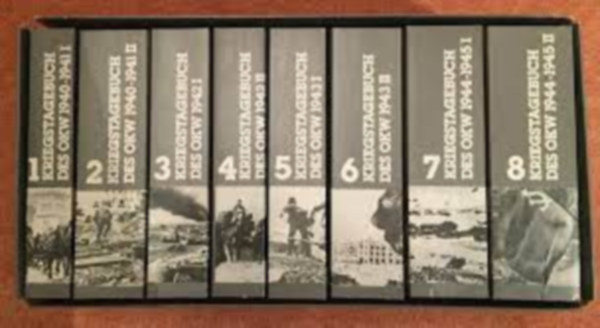 1
KRIEGSTAGEBUCH
DES OKW 1940-1941 I
2
KRIEGSTAGEBUCH
DES OKW 1940-1941 II
3
KRIEGSTAGEBUCH
DES OKW 1942 I
4
KRIEGSTAGEBUCH
DES OKW 1942 II
5
KRIEGSTAGEBUCH
DES OKW 1943 I
6
KRIEGSTAGEBUCH
DES OKW 1943 II
7
KRIEGSTAGEBUCH
DES OKW 1944-1945 I
8
KRIEGSTAGEBUCH
DES OKW 1944-1945 II